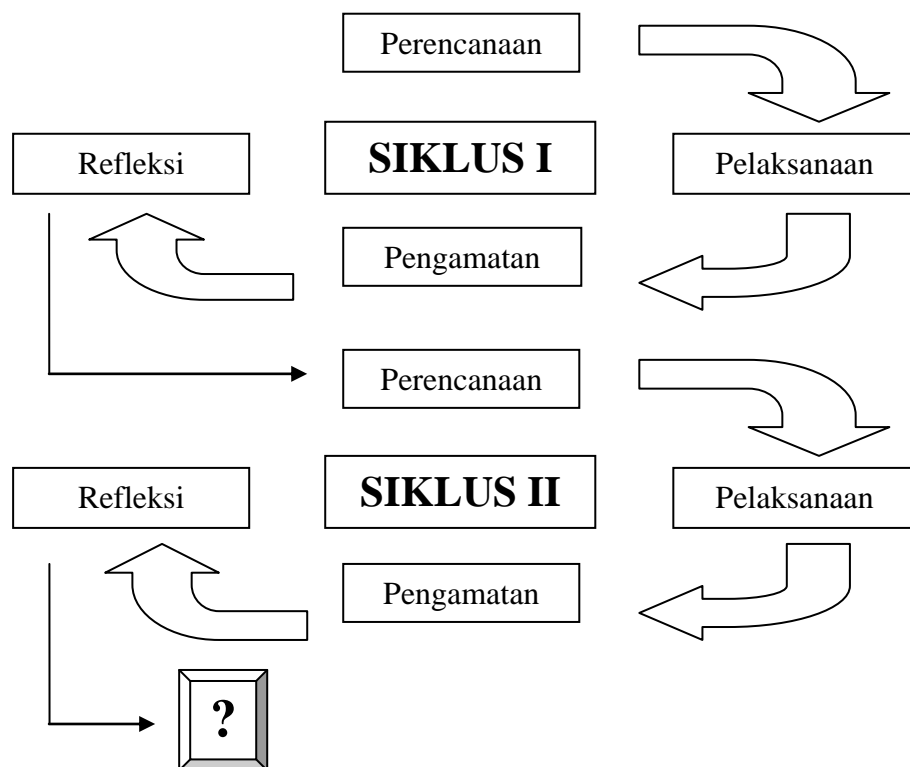 Perencanaan
Refleksi
SIKLUS I
Pelaksanaan
Pengamatan
Perencanaan
Refleksi
SIKLUS II
Pelaksanaan
Pengamatan
?